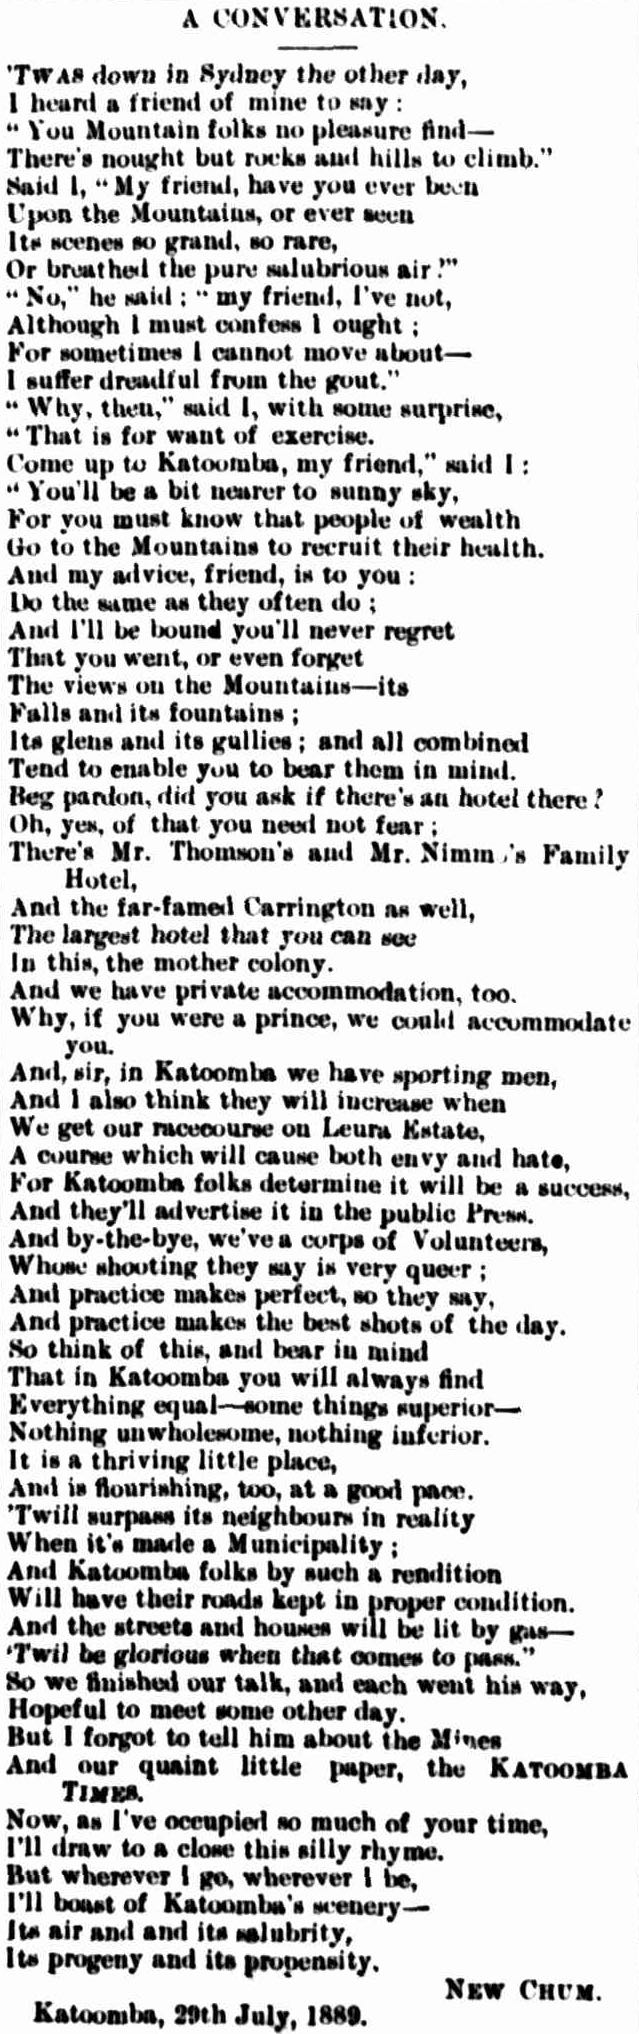 A CONVERSATION.
'TWAS down in Sydney the other day,
I heard a friend of mine to say :
" You Mountain folks no pleasure find—
There's nought but rocks and hills to climb."
Said I, " My friend, have you ever been
Upon the Mountains, or ever seen
Its scenes so grand, so rare,
Or breathed the pure salubrious air ?"
" No," he said ; " my friend, I've not,
Although I must confess I ought ;
For sometimes I cannot move about—
I suffer dreadful from the gout."
" Why, then," said I, with some surprise,
" That is for want of exercise.
Come up to Katoomba, my friend," said I :
" You'll be a bit nearer to sunny sky,
For you must know that people of wealth
Go to the Mountains to recruit their health.
And my advice, friend, is to you :
Do the same as they often do ;
And I'll be bound you'll never regret
That you went, or even forget
The views on the Mountains—its
Falls and its fountains ;
Its glens and its gullies ; and all combined
Tend to enable you to bear them in mind.
Beg pardon, did you ask if there's an hotel there ?
Oh, yes, of that you need not fear ;
There's Mr. Thomson's and Mr. Family
Hotel,
And the far-famed Carrington as well,
The largest hotel that you can see
In this, the mother colony.
And we have private accommodation, too.
Why, if you were a prince, we could accommodate
you.
And, sir, in Katoomba we have sporting men,
And I also think they will increase when
We get our racecourse on Leura Estate,
A course which will cause both envy and hate,
For Katoomba folks determine it will be a success,
And they'll advertise it in the public Press.
And by-the-bye, we've a corps of Volunteers,
Whose shooting they say is very queer ;
And practice makes perfect, so they say,
And practice makes the best shots of the day.
So think of this, and bear in mind
That in Katoomba you will always find
Everything equal—some things superior—
Nothing unwholesome, nothing inferior.
It is a thriving little place,
And is flourishing, too, at a good pace.
'Twill surpass its neighbours in reality
When it's made a Municipality ;
And Katoomba folks by such a rendition
Will have their roads kept in proper condition.
And the streets and houses will be lit by gas—
'Twil be glorious when that comes to pass."
So we finished our talk, and each went his way,
Hopeful to meet some other day.
But I forgot to tell him about the Mines
And our quaint little paper, the KATOOMBA
TIMES.
Now, as I've occupied so much of your time,
I'll draw to a close this silly rhyme.
But wherever I go, wherever I be,
I'll boast of Katoomba's scenery—
Its air and and its salubrity,
Its progeny and its propensity.
NEW CHUM.
Katoomba, 29th July, 1889.